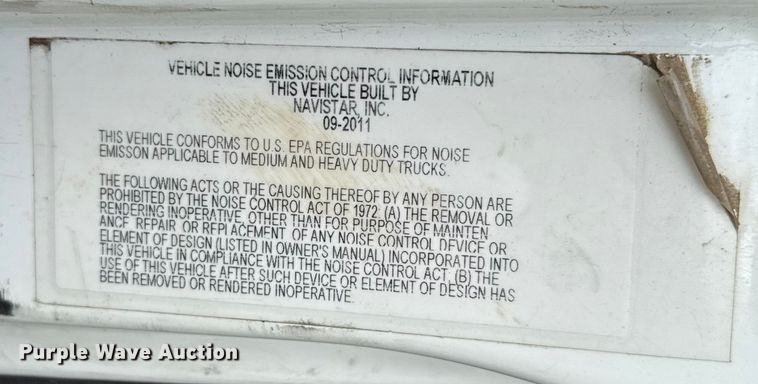 VEHICLE NOISE EMISSION CONTROL INFORMATION
THIS VEHICLE BUILT BY
NAVISTAR, INC.
09-2011
THIS VEHICLE CONFORMS TO U.S. EPA REGULATIONS FOR NOISE
EMISSON APPLICABLE TO MEDIUM AND HEAVY DUTY TRUCKS.
THE FOLLOWING ACTS OR THE CAUSING THEREOF BY ANY PERSON ARE
PROHIBITED BY THE NOISE CONTROL ACT OF 1972: (A) THE REMOVAL OR
RENDERING INOPERATIVE, OTHER THAN FOR PURPOSE OF MAINTEN
ANCE, REPAIR, OR REPLACEMENT OF ANY NOISE CONTROL DEVICE OR
ELEMENT OF DESIGN (LISTED IN OWNER'S MANUAL) INCORPORATED INTO
THIS VEHICLE IN COMPLIANCE WITH THE NOISE CONTROL ACT, (B) THE
USE OF THIS VEHICLE AFTER SUCH DEVICE OR ELEMENT OF DESIGN HAS
BEEN REMOVED OR RENDERED INOPERATIVE.
Purple Wave Auction